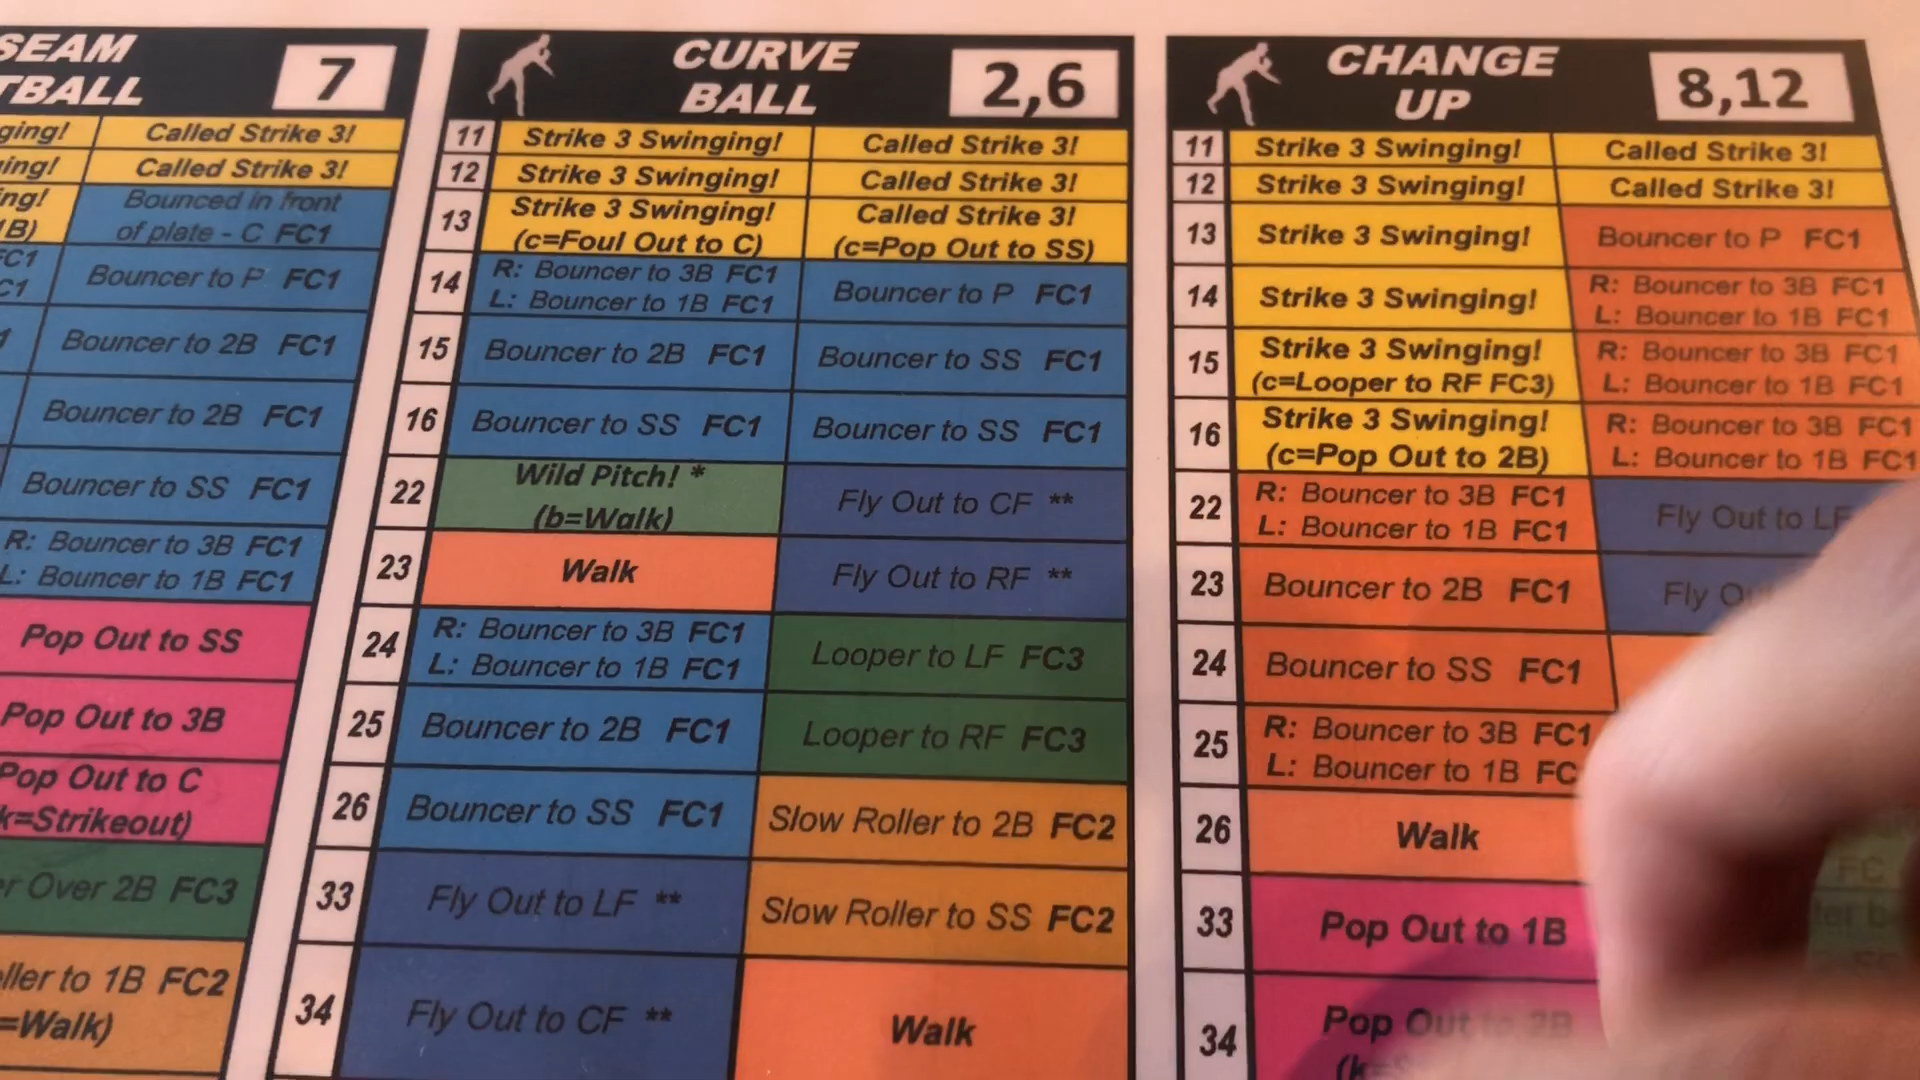 SEAM
7
Called Strike 3!
Called Strike 3!
Bounced in front
of plate - C FC1
Bouncer to P FC1
Bouncer to 2B FC1
Bouncer to 2B FC1
Bouncer to SS FC1
R: Bouncer to 3B FC1
L: Bouncer to 1B FC1
Pop Out to SS
Pop Out to 3B
Pop Out to C
k=Strikeout)
Over 2B FC3
to 1B FC2
=Walk)
CURVE
BALL
2,6
11 Strike 3 Swinging! Called Strike 3!
12 Strike 3 Swinging! Called Strike 3!
13 Strike 3 Swinging! Called Strike 3!
(c=Foul Out to C) (c=Pop Out to SS)
14 R: Bouncer to 3B FC1 Bouncer to P FC1
L: Bouncer to 1B FC1
15 Bouncer to 2B FC1 Bouncer to SS FC1
16 Bouncer to SS FC1 Bouncer to SS FC1
22 Wild Pitch! * Fly Out to CF **
(b=Walk)
23 Walk Fly Out to RF **
24 R: Bouncer to 3B FC1 Looper to LF FC3
L: Bouncer to 1B FC1
25 Bouncer to 2B FC1 Looper to RF FC3
26 Bouncer to SS FC1 Slow Roller to 2B FC2
33 Fly Out to LF ** Slow Roller to SS FC2
34 Fly Out to CF ** Walk
CHANGE
UP
8,12
11 Strike 3 Swinging! Called Strike 3!
12 Strike 3 Swinging! Called Strike 3!
13 Strike 3 Swinging! Bouncer to P FC1
14 Strike 3 Swinging! R: Bouncer to 3B FC1
L: Bouncer to 1B FC1
15 Strike 3 Swinging! R: Bouncer to 3B FC1
(c=Looper to RF FC3) L: Bouncer to 1B FC1
16 Strike 3 Swinging! R: Bouncer to 3B FC1
(c=Pop Out to 2B) L: Bouncer to 1B FC1
22 R: Bouncer to 3B FC1 Fly Out to LF
L: Bouncer to 1B FC1
23 Bouncer to 2B FC1 Fly
24 Bouncer to SS FC1
25 R: Bouncer to 3B FC1
L: Bouncer to 1B FC
26 Walk
33 Pop Out to 1B
34 Pop Out to 2B